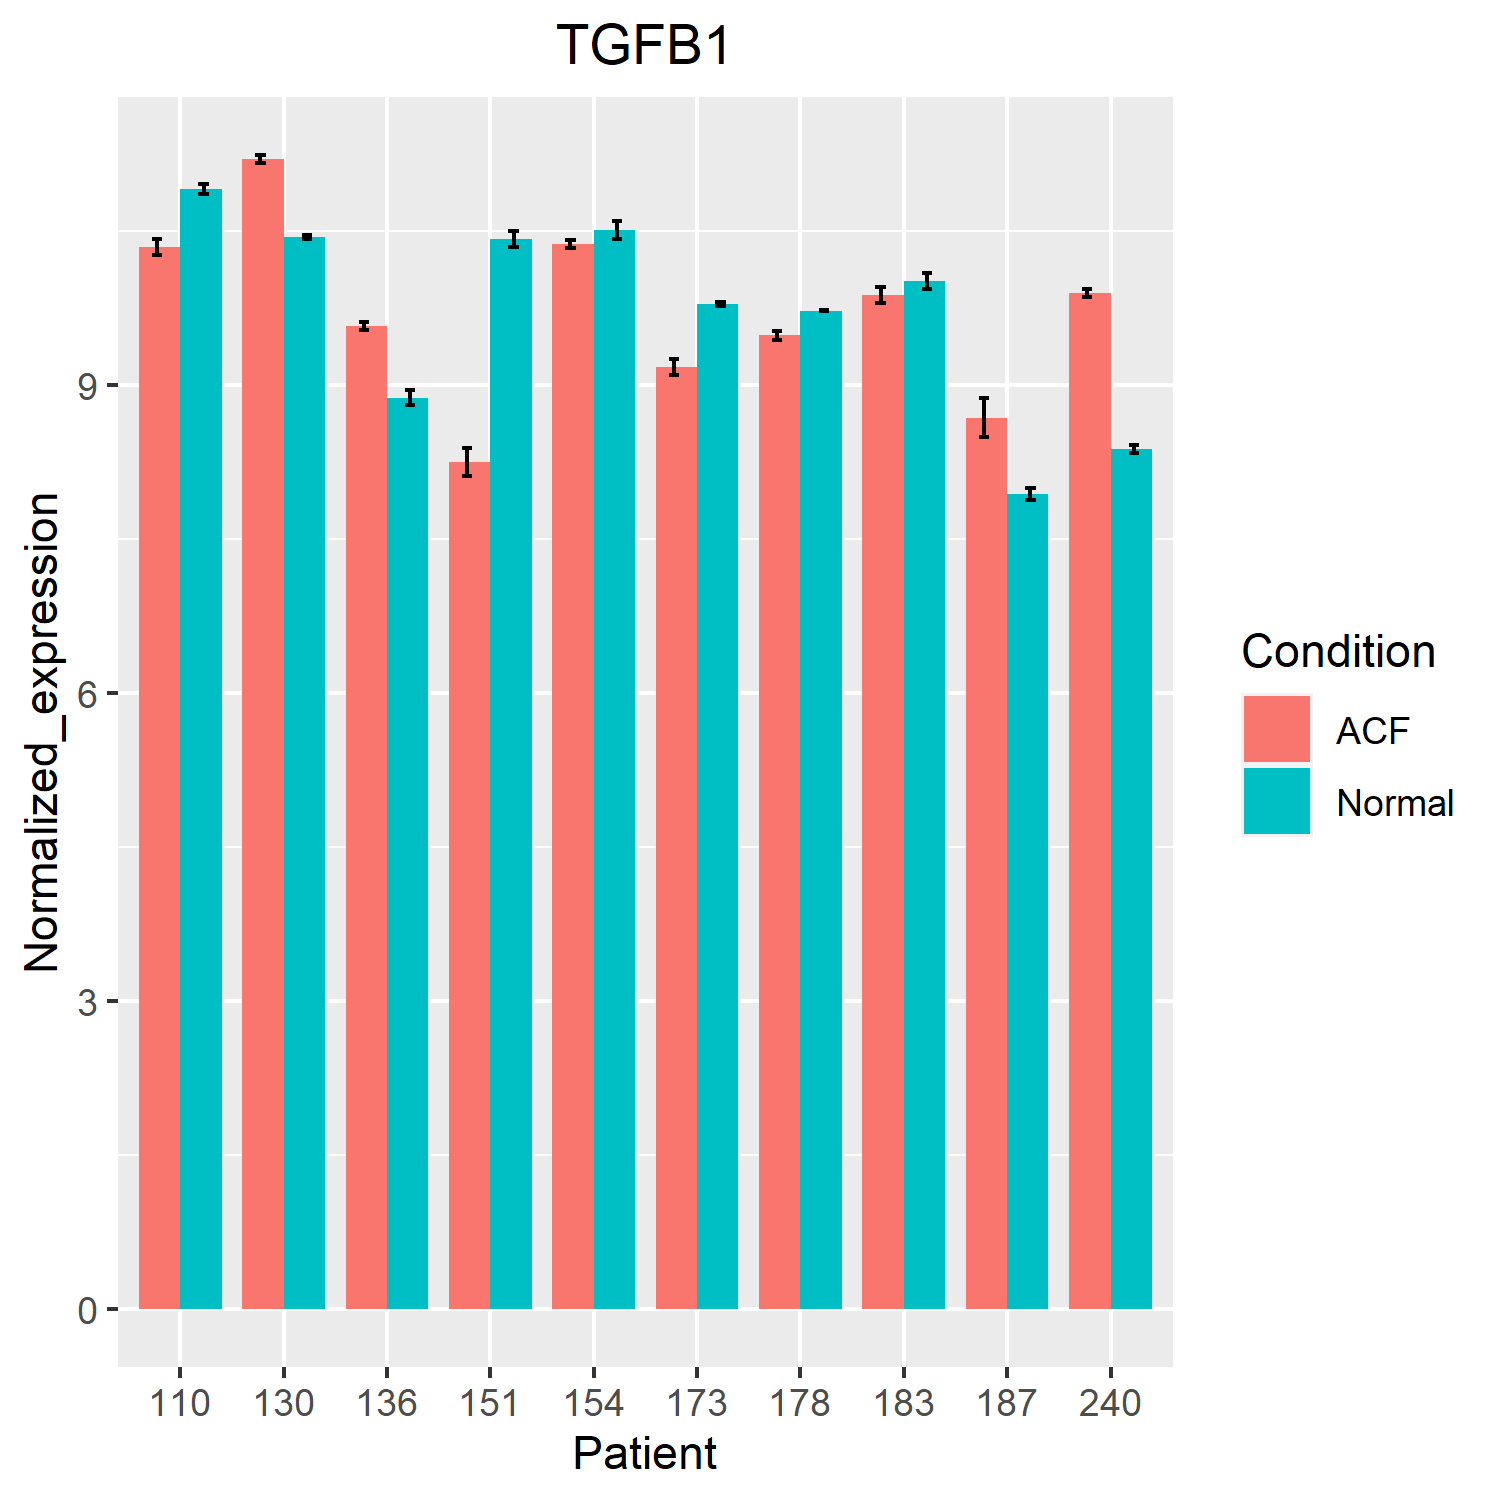 TGFB1
Normalized_expression
9
6
3
0
110 130 136 151 154 173 178 183 187 240
Patient
Condition
ACF
Normal